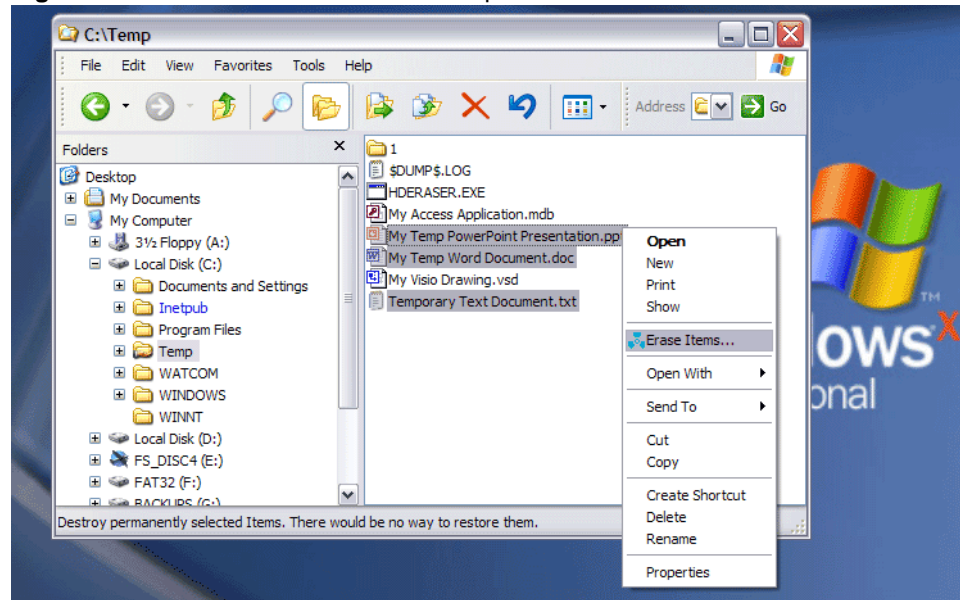 C:\Temp
File Edit View Favorites Tools Help
Address Go
Folders
Desktop
My Documents
My Computer
3½ Floppy (A:)
Local Disk (C:)
Documents and Settings
Inetpub
Program Files
Temp
WATCOM
WINDOWS
WINNT
Local Disk (D:)
FS_DISC4 (E:)
FAT32 (F:)
BACKUPS (G:)
1
$DUMP$.LOG
HDERASER.EXE
My Access Application.mdb
My Temp PowerPoint Presentation.pp
My Temp Word Document.doc
My Visio Drawing.vsd
Temporary Text Document.txt
Open
New
Print
Show
Erase Items...
Open With
Send To
Cut
Copy
Create Shortcut
Delete
Rename
Properties
Destroy permanently selected Items. There would be no way to restore them.
TM
ows X
onal